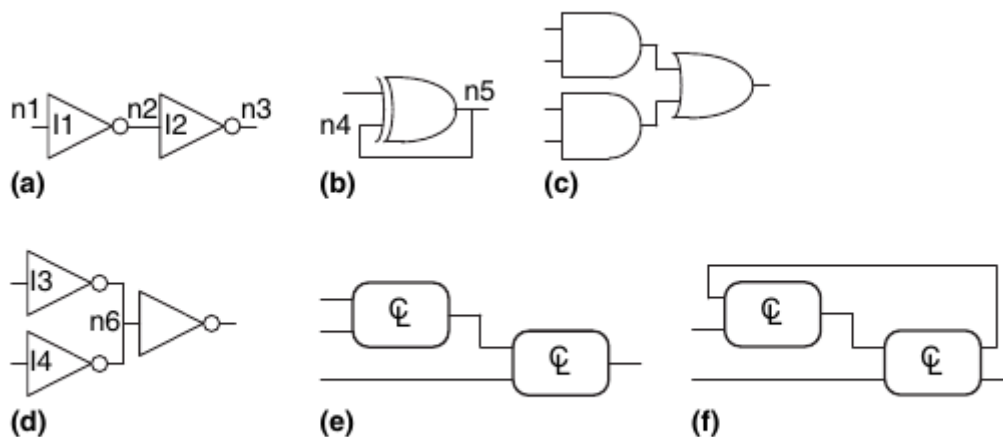 n1 I1 n2 I2 n3
n4 n5
(a) (b) (c)
I3
n6
I4
CL CL
CL CL
(d) (e) (f)